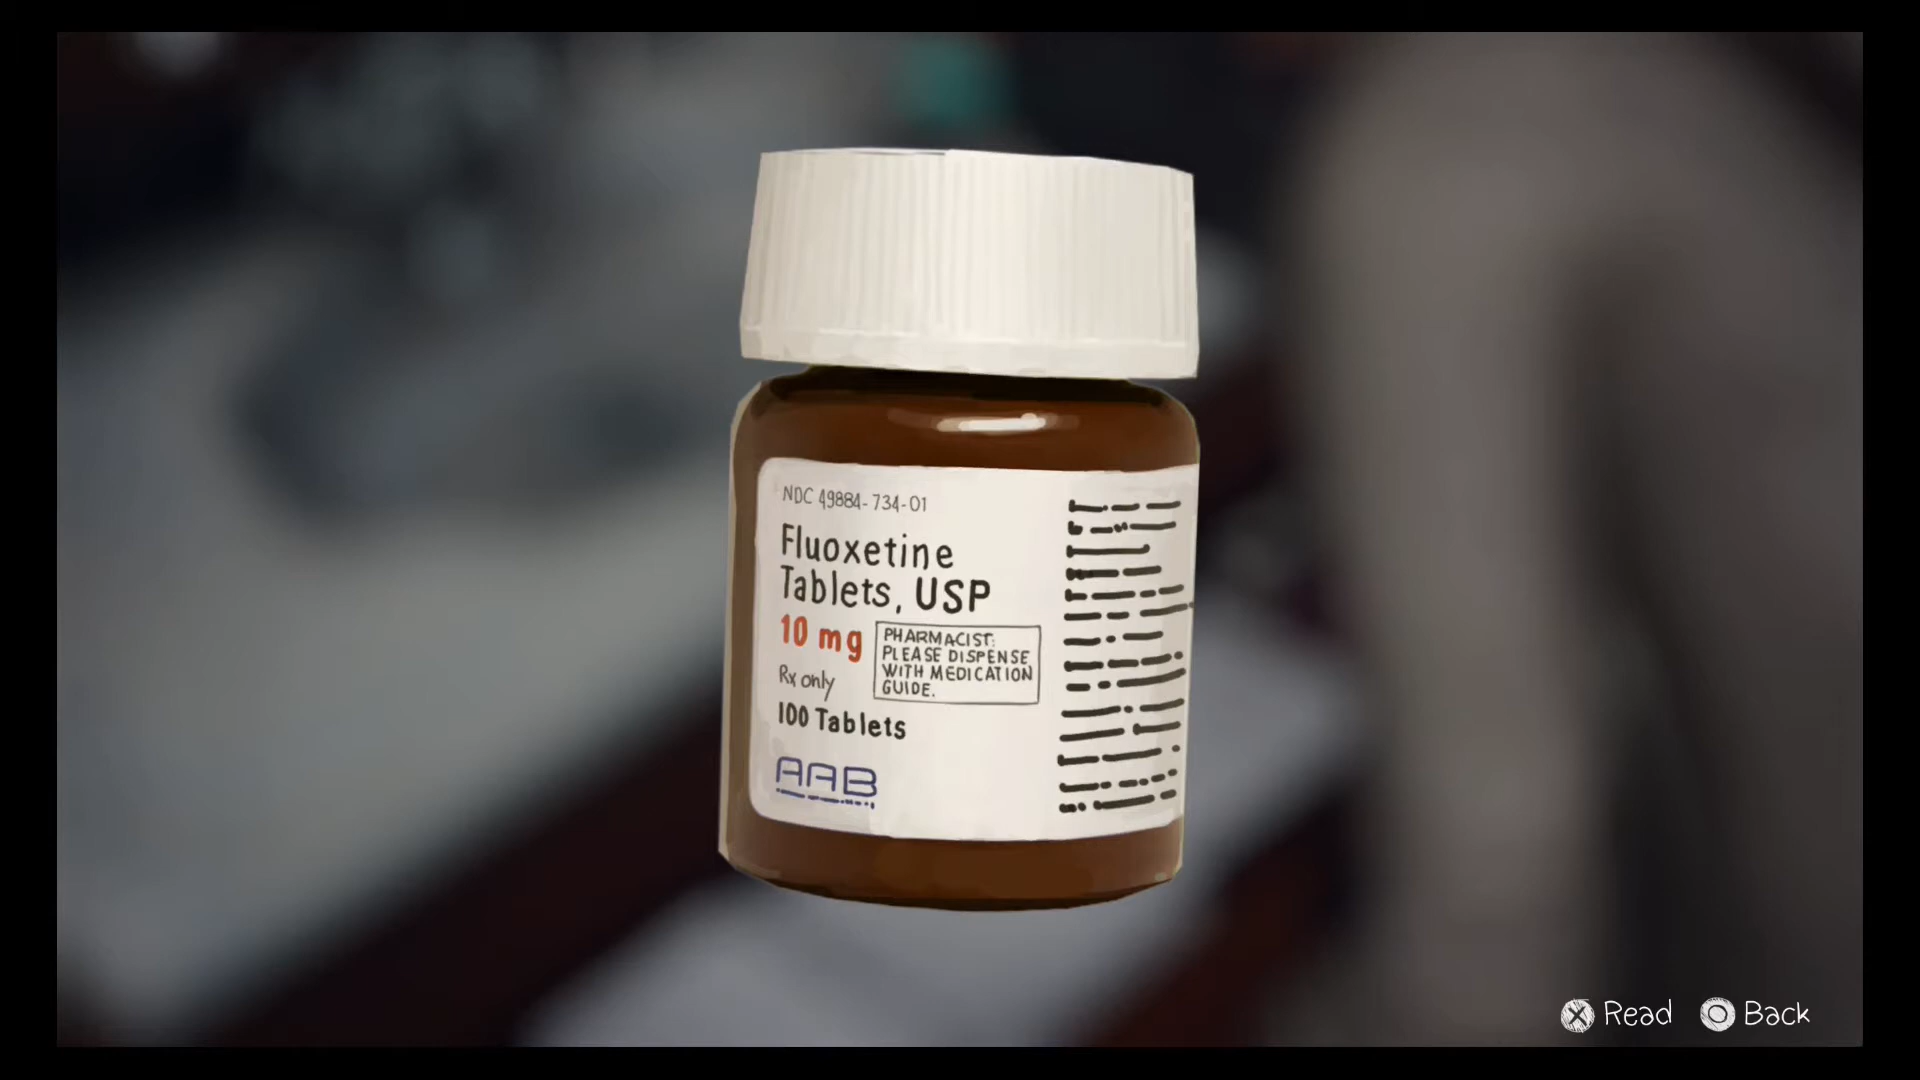 NDC 49884-734-01
Fluoxetine
Tablets, USP
10 mg
PHARMACIST:
PLEASE DISPENSE
WITH MEDICATION
GUIDE.
Rx only
100 Tablets
AAB
Read
Back